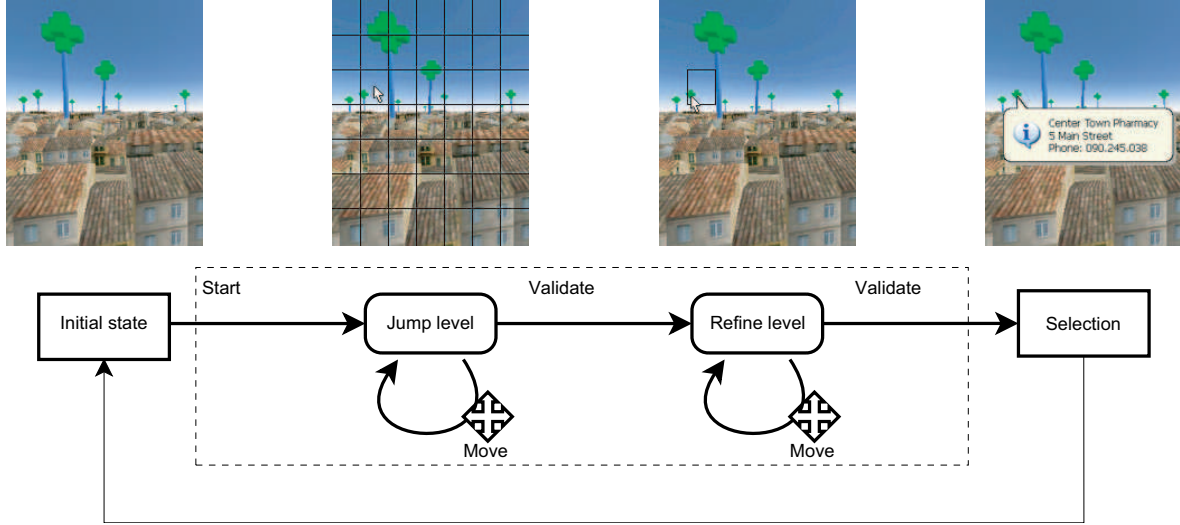 Center Town Pharmacy
5 Main Street
Phone: 090.245.038
Start
Validate
Validate
Initial state
Jump level
Refine level
Selection
Move
Move